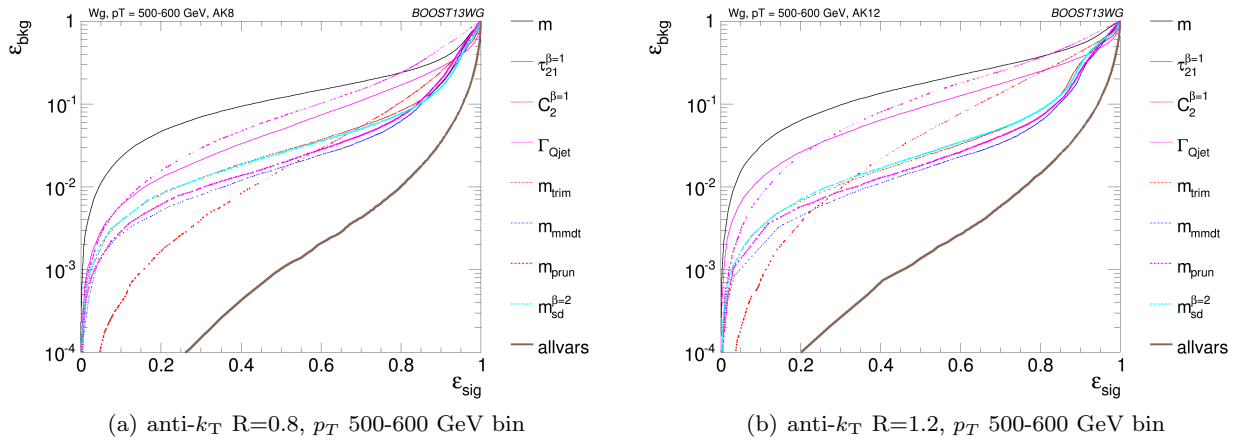 Wg, pT = 500-600 GeV, AK8 BOOST13WG
ε_bkg
1
10^-1
10^-2
10^-3
10^-4
0 0.2 0.4 0.6 0.8 1
ε_sig
m
τ_21^β=1
C_2^β=1
Γ_Qjet
m_trim
m_mmdt
m_prun
m_sd^β=2
allvars
(a) anti-k_T R=0.8, p_T 500-600 GeV bin
Wg, pT = 500-600 GeV, AK12 BOOST13WG
ε_bkg
1
10^-1
10^-2
10^-3
10^-4
0 0.2 0.4 0.6 0.8 1
ε_sig
m
τ_21^β=1
C_2^β=1
Γ_Qjet
m_trim
m_mmdt
m_prun
m_sd^β=2
allvars
(b) anti-k_T R=1.2, p_T 500-600 GeV bin